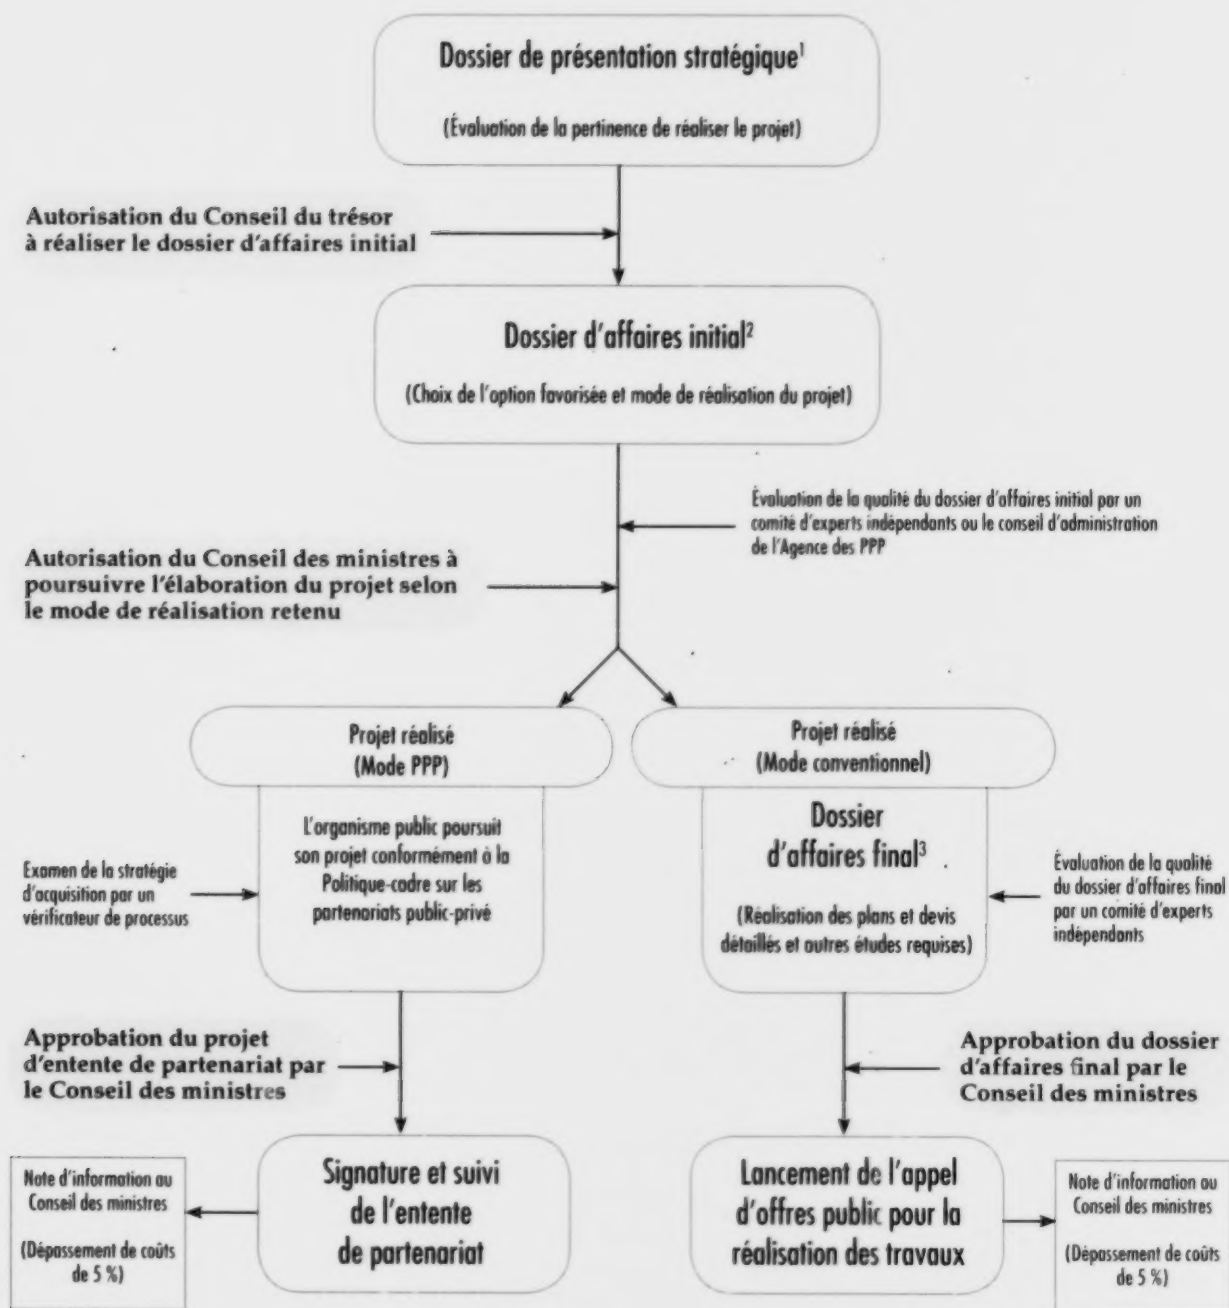 Dossier de présentation stratégique¹
(Évaluation de la pertinence de réaliser le projet)
Autorisation du Conseil du trésor
à réaliser le dossier d'affaires initial
Dossier d'affaires initial²
(Choix de l'option favorisée et mode de réalisation du projet)
Évaluation de la qualité du dossier d'affaires initial par un
comité d'experts indépendants ou le conseil d'administration
de l'Agence des PPP
Autorisation du Conseil des ministres à
poursuivre l'élaboration du projet selon
le mode de réalisation retenu
Projet réalisé
(Mode PPP)
L'organisme public poursuit
son projet conformément à la
Politique-cadre sur les
partenariats public-privé
Examen de la stratégie
d'acquisition par un
vérificateur de processus
Projet réalisé
(Mode conventionnel)
Dossier
d'affaires final³
(Réalisation des plans et devis
détaillés et autres études requises)
Évaluation de la qualité
du dossier d'affaires final
par un comité d'experts
indépendants
Approbation du projet
d'entente de partenariat par
le Conseil des ministres
Approbation du dossier
d'affaires final par le
Conseil des ministres
Note d'information au
Conseil des ministres
(Dépassement de coûts
de 5 %)
Signature et suivi
de l'entente
de partenariat
Lancement de l'appel
d'offres public pour la
réalisation des travaux
Note d'information au
Conseil des ministres
(Dépassement de coûts
de 5 %)